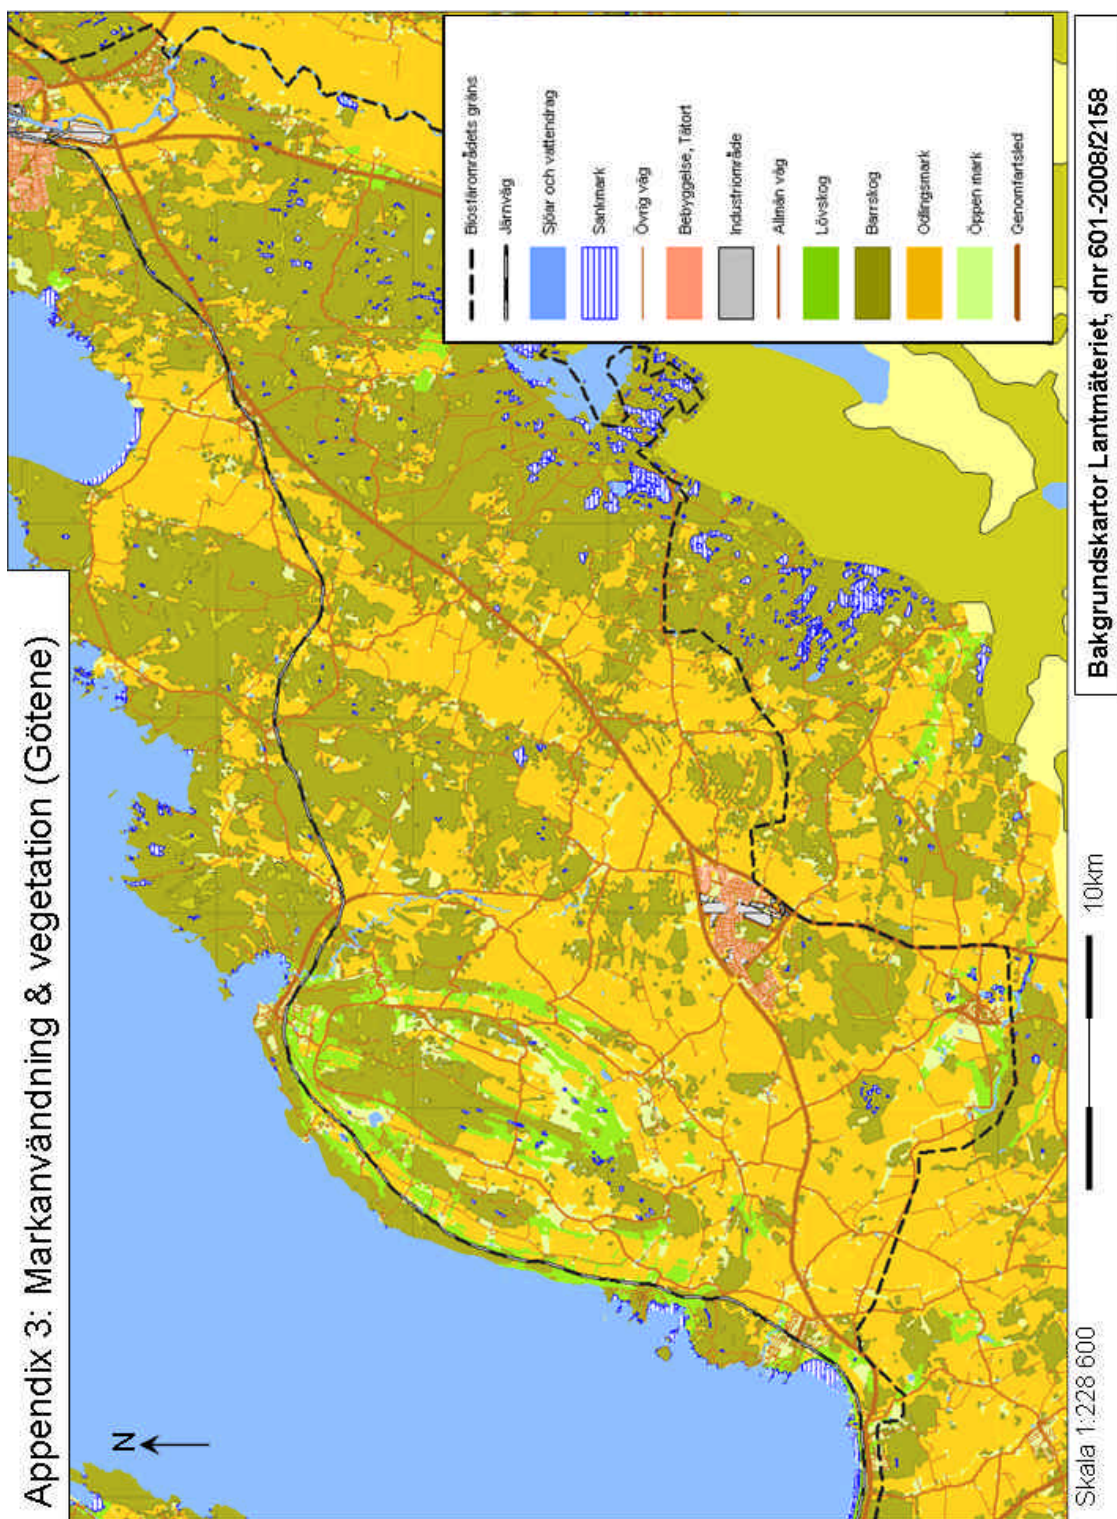 Appendix 3: Markanvändning & vegetation (Götene)
N
Biosfärområdets gräns
Järnväg
Sjöar och vattendrag
Sankmark
Övrig väg
Bebyggelse, Tätort
Industriområde
Allmän väg
Lövskog
Barrskog
Odlingsmark
Öppen mark
Genomfartsled
Skala 1:228 600
10km
Bakgrundskartor Lantmäteriet, dnr 601-2008/2158